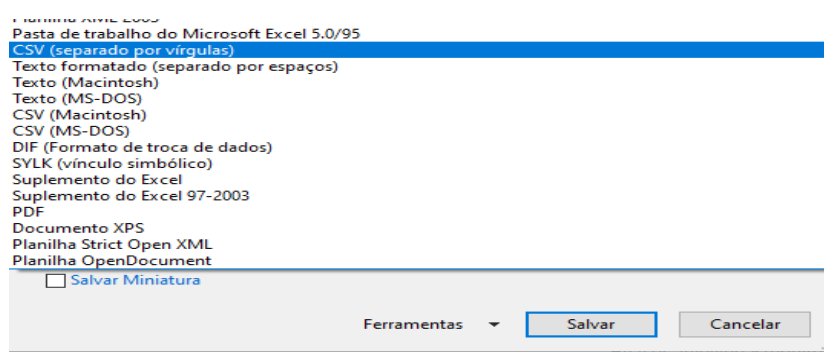 Planilha XML 2003
Pasta de trabalho do Microsoft Excel 5.0/95
CSV (separado por vírgulas)
Texto formatado (separado por espaços)
Texto (Macintosh)
Texto (MS-DOS)
CSV (Macintosh)
CSV (MS-DOS)
DIF (Formato de troca de dados)
SYLK (vínculo simbólico)
Suplemento do Excel
Suplemento do Excel 97-2003
PDF
Documento XPS
Planilha Strict Open XML
Planilha OpenDocument
Salvar Miniatura
Ferramentas Salvar Cancelar